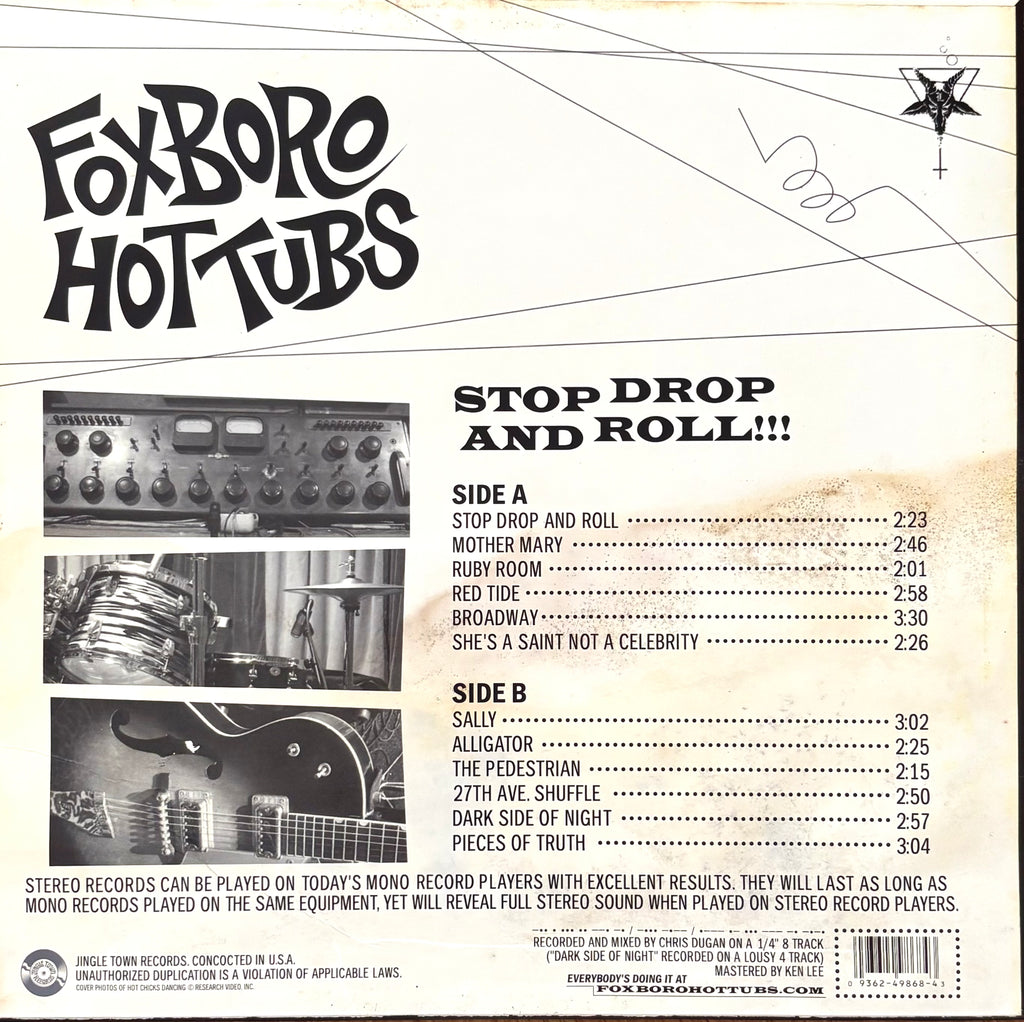 FOXBORO
HOT TUBS
STOP DROP
AND ROLL!!!
SIDE A
STOP DROP AND ROLL 2:23
MOTHER MARY 2:46
RUBY ROOM 2:01
RED TIDE 2:58
BROADWAY 3:30
SHE'S A SAINT NOT A CELEBRITY 2:26
SIDE B
SALLY 3:02
ALLIGATOR 2:25
THE PEDESTRIAN 2:15
27TH AVE. SHUFFLE 2:50
DARK SIDE OF NIGHT 2:57
PIECES OF TRUTH 3:04
STEREO RECORDS CAN BE PLAYED ON TODAY'S MONO RECORD PLAYERS WITH EXCELLENT RESULTS. THEY WILL LAST AS LONG AS
MONO RECORDS PLAYED ON THE SAME EQUIPMENT, YET WILL REVEAL FULL STEREO SOUND WHEN PLAYED ON STEREO RECORD PLAYERS.
JINGLE TOWN RECORDS. CONCOCTED IN U.S.A.
UNAUTHORIZED DUPLICATION IS A VIOLATION OF APPLICABLE LAWS.
COVER PHOTOS OF HOT CHICKS DANCING © RESEARCH VIDEO, INC.
RECORDED AND MIXED BY CHRIS DUGAN ON A 1/4" 8 TRACK
("DARK SIDE OF NIGHT" RECORDED ON A LOUSY 4 TRACK)
MASTERED BY KEN LEE
EVERYBODY'S DOING IT AT
FOXBOROHOTTUBS.COM
0 9362-49868-4 3